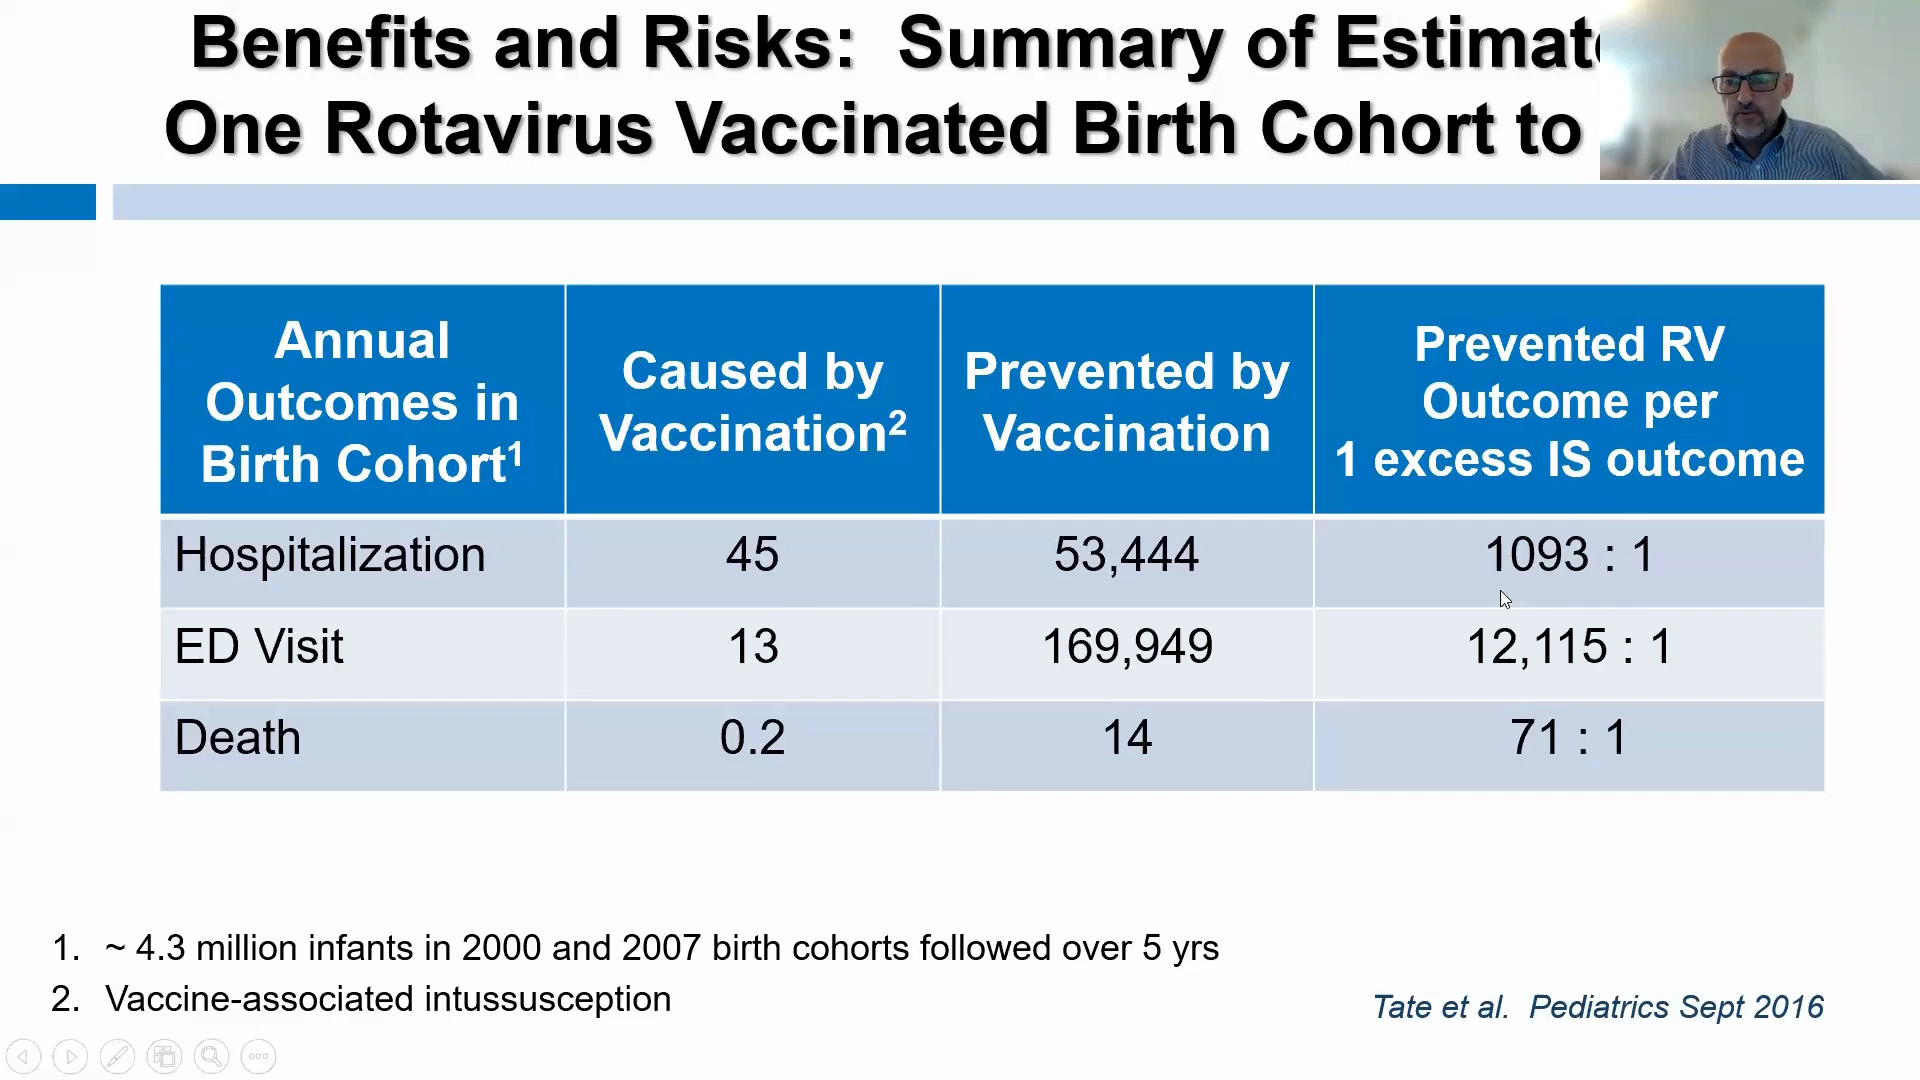 Benefits and Risks: Summary of Estimate
One Rotavirus Vaccinated Birth Cohort to
Annual
Outcomes in
Birth Cohort¹
Caused by
Vaccination²
Prevented by
Vaccination
Prevented RV
Outcome per
1 excess IS outcome
Hospitalization 45 53,444 1093 : 1
ED Visit 13 169,949 12,115 : 1
Death 0.2 14 71 : 1
1. ~ 4.3 million infants in 2000 and 2007 birth cohorts followed over 5 yrs
2. Vaccine-associated intussusception
Tate et al. Pediatrics Sept 2016